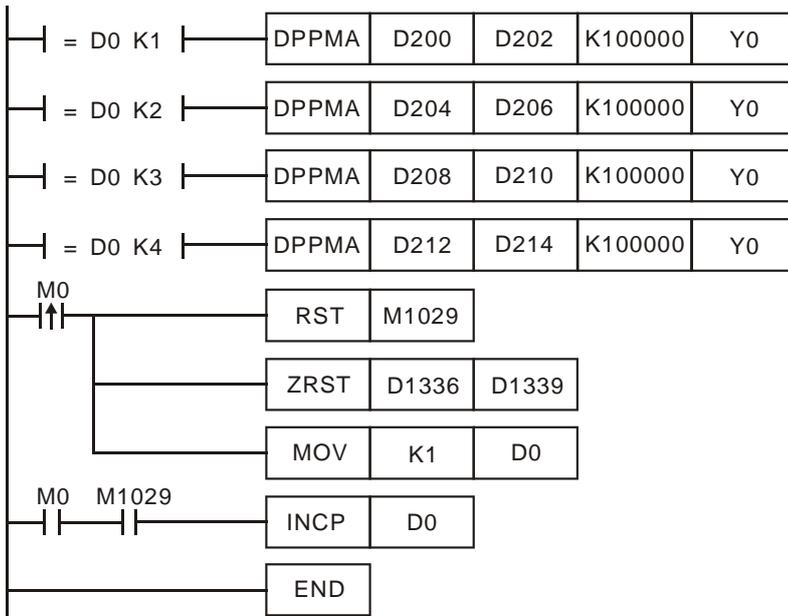 = D0 K1 DPPMA D200 D202 K100000 Y0
= D0 K2 DPPMA D204 D206 K100000 Y0
= D0 K3 DPPMA D208 D210 K100000 Y0
= D0 K4 DPPMA D212 D214 K100000 Y0
M0
RST M1029
ZRST D1336 D1339
MOV K1 D0
M0 M1029
INCP D0
END